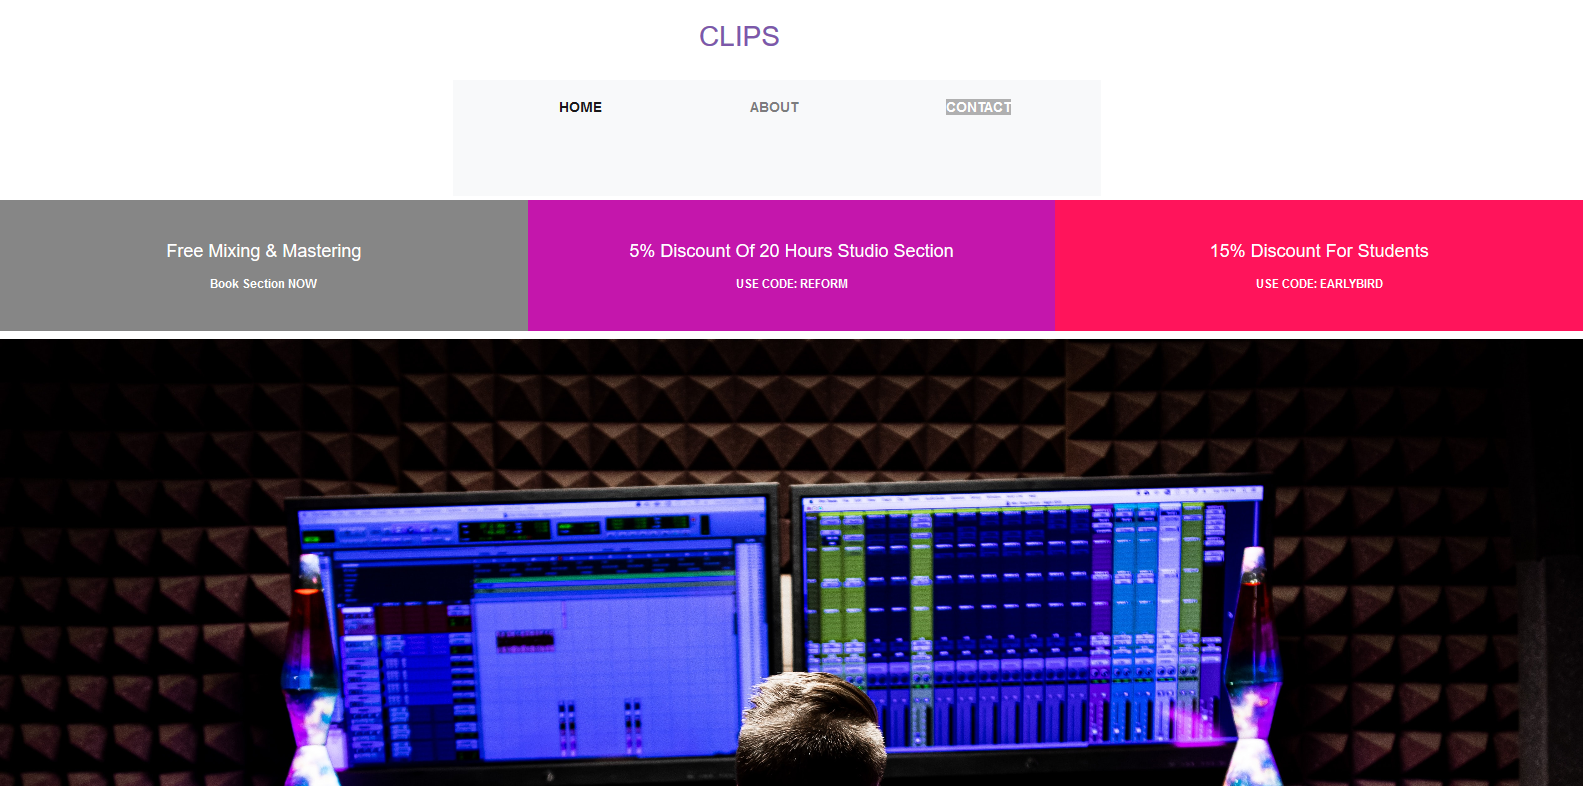 CLIPS
HOME ABOUT CONTACT
Free Mixing & Mastering
Book Section NOW
5% Discount Of 20 Hours Studio Section
USE CODE: REFORM
15% Discount For Students
USE CODE: EARLYBIRD